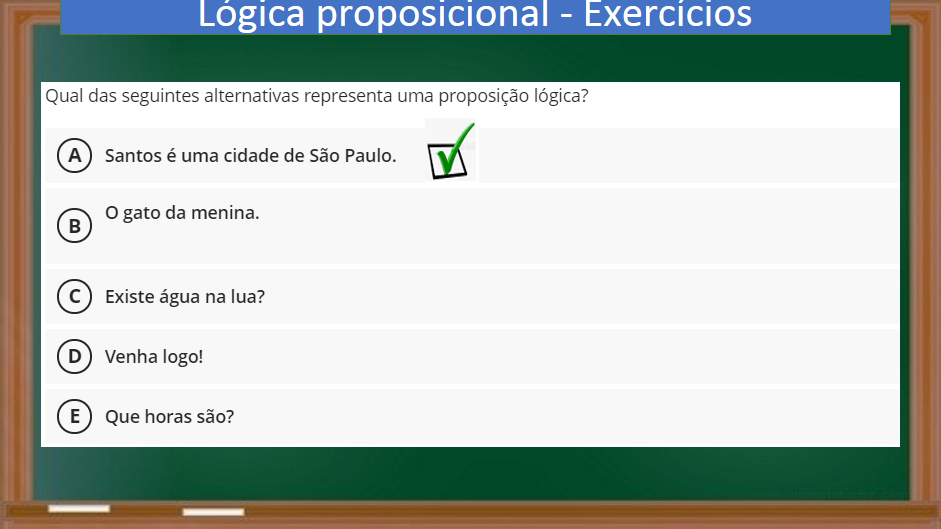 Lógica proposicional - Exercícios
Qual das seguintes alternativas representa uma proposição lógica?
A Santos é uma cidade de São Paulo.
B O gato da menina.
C Existe água na lua?
D Venha logo!
E Que horas são?